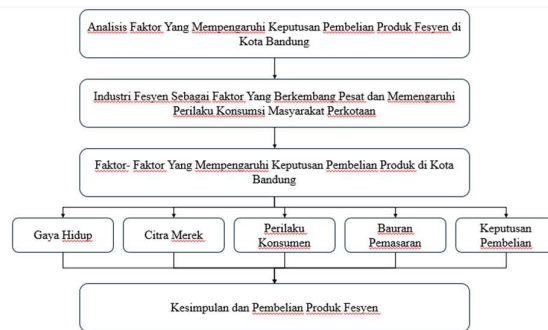 Analisis Faktor Yang Mempengaruhi Keputusan Pembelian Produk Fesyen di
Kota Bandung
Industri Fesyen Sebagai Faktor Yang Berkembang Pesat dan Memengaruhi
Perilaku Konsumsi Masyarakat Perkotaan
Faktor- Faktor Yang Mempengaruhi Keputusan Pembelian Produk di Kota
Bandung
Gaya Hidup
Citra Merek
Perilaku
Konsumen
Bauran
Pemasaran
Keputusan
Pembelian
Kesimpulan dan Pembelian Produk Fesyen